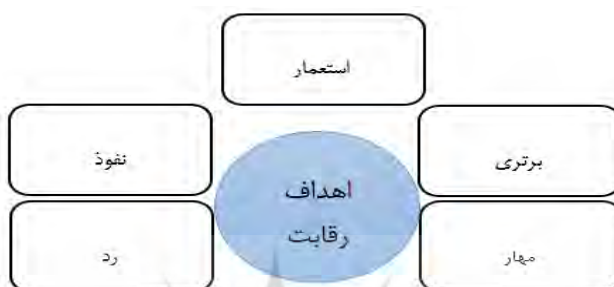 استعمار
برتری
نفوذ
اهداف
رقابت
مهار
رد